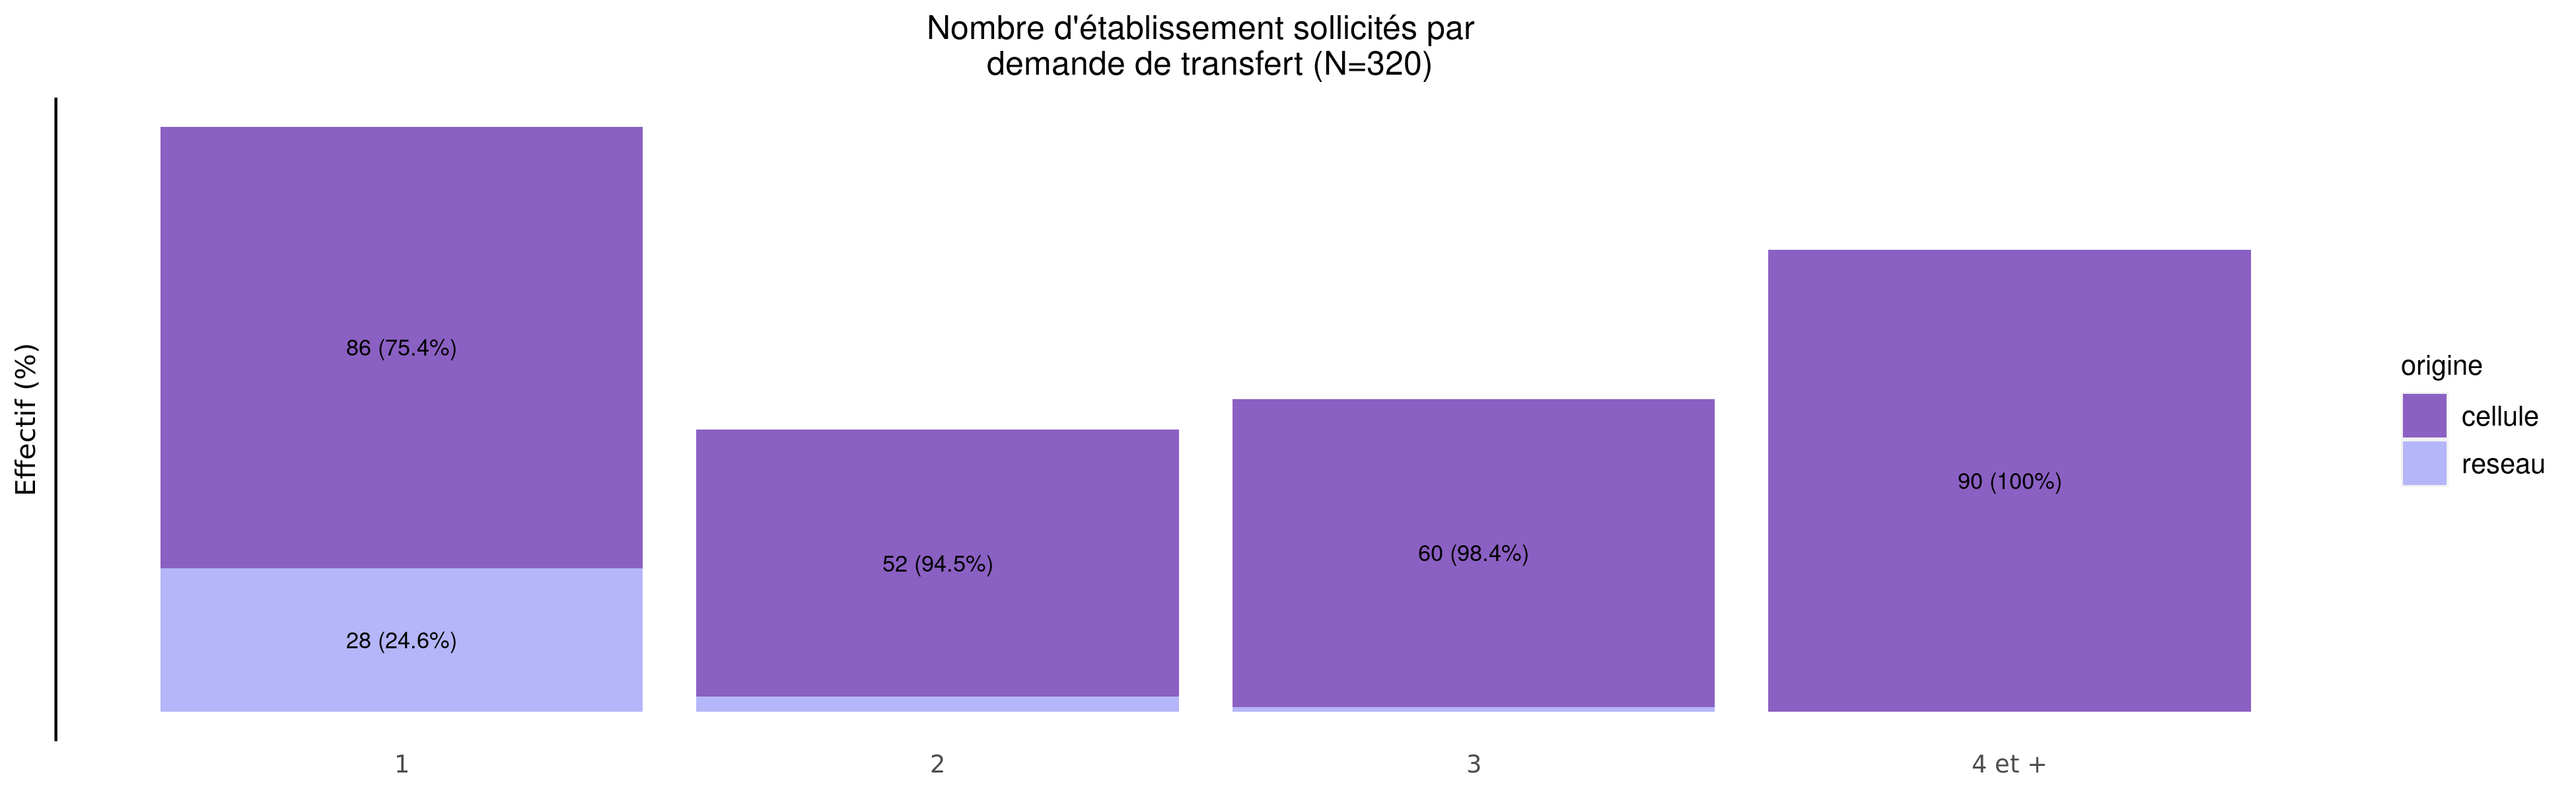 Nombre d'établissement sollicités par
demande de transfert (N=320)
Effectif (%)
86 (75.4%)
28 (24.6%)
52 (94.5%)
60 (98.4%)
90 (100%)
1
2
3
4 et +
origine
cellule
reseau